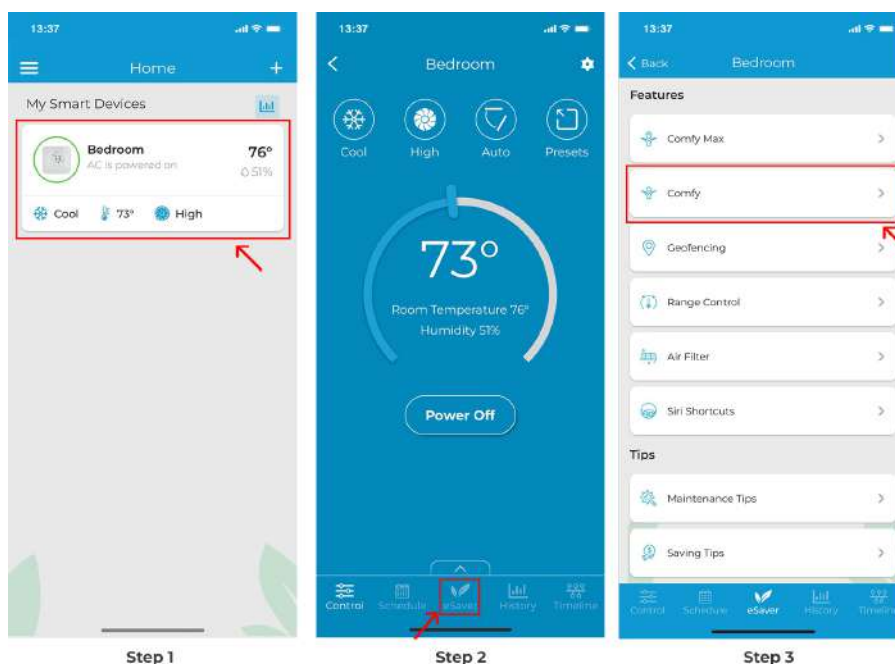 13:37
Home
My Smart Devices
Bedroom
76°
AC is powered on
51%
Cool 73° High
Step 1
13:37
Bedroom
Cool High Auto Presets
73°
Room Temperature 76°
Humidity 51%
Power Off
Control Schedule eSaver History Timeline
Step 2
13:37
Back Bedroom
Features
Comfy Max
Comfy
Geofencing
Range Control
Air Filter
Siri Shortcuts
Tips
Maintenance Tips
Saving Tips
Control Schedule eSaver History Timeline
Step 3